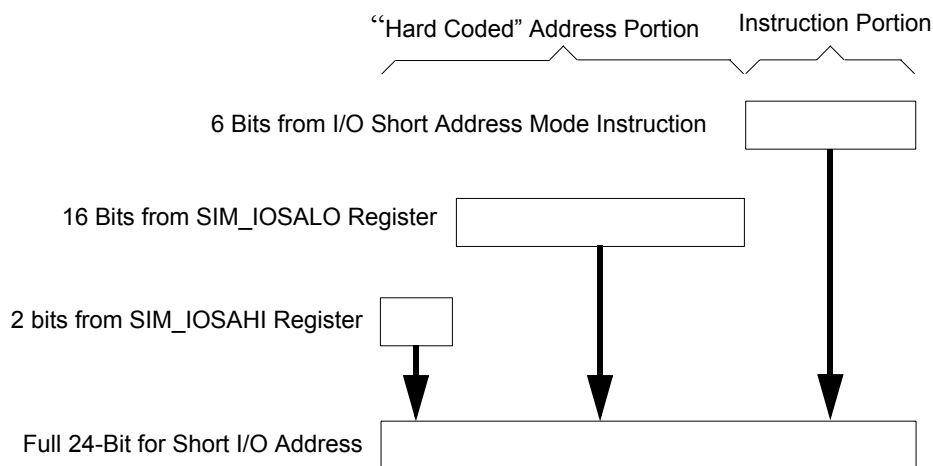 “Hard Coded” Address Portion
Instruction Portion
6 Bits from I/O Short Address Mode Instruction
16 Bits from SIM_IOSALO Register
2 bits from SIM_IOSAHI Register
Full 24-Bit for Short I/O Address